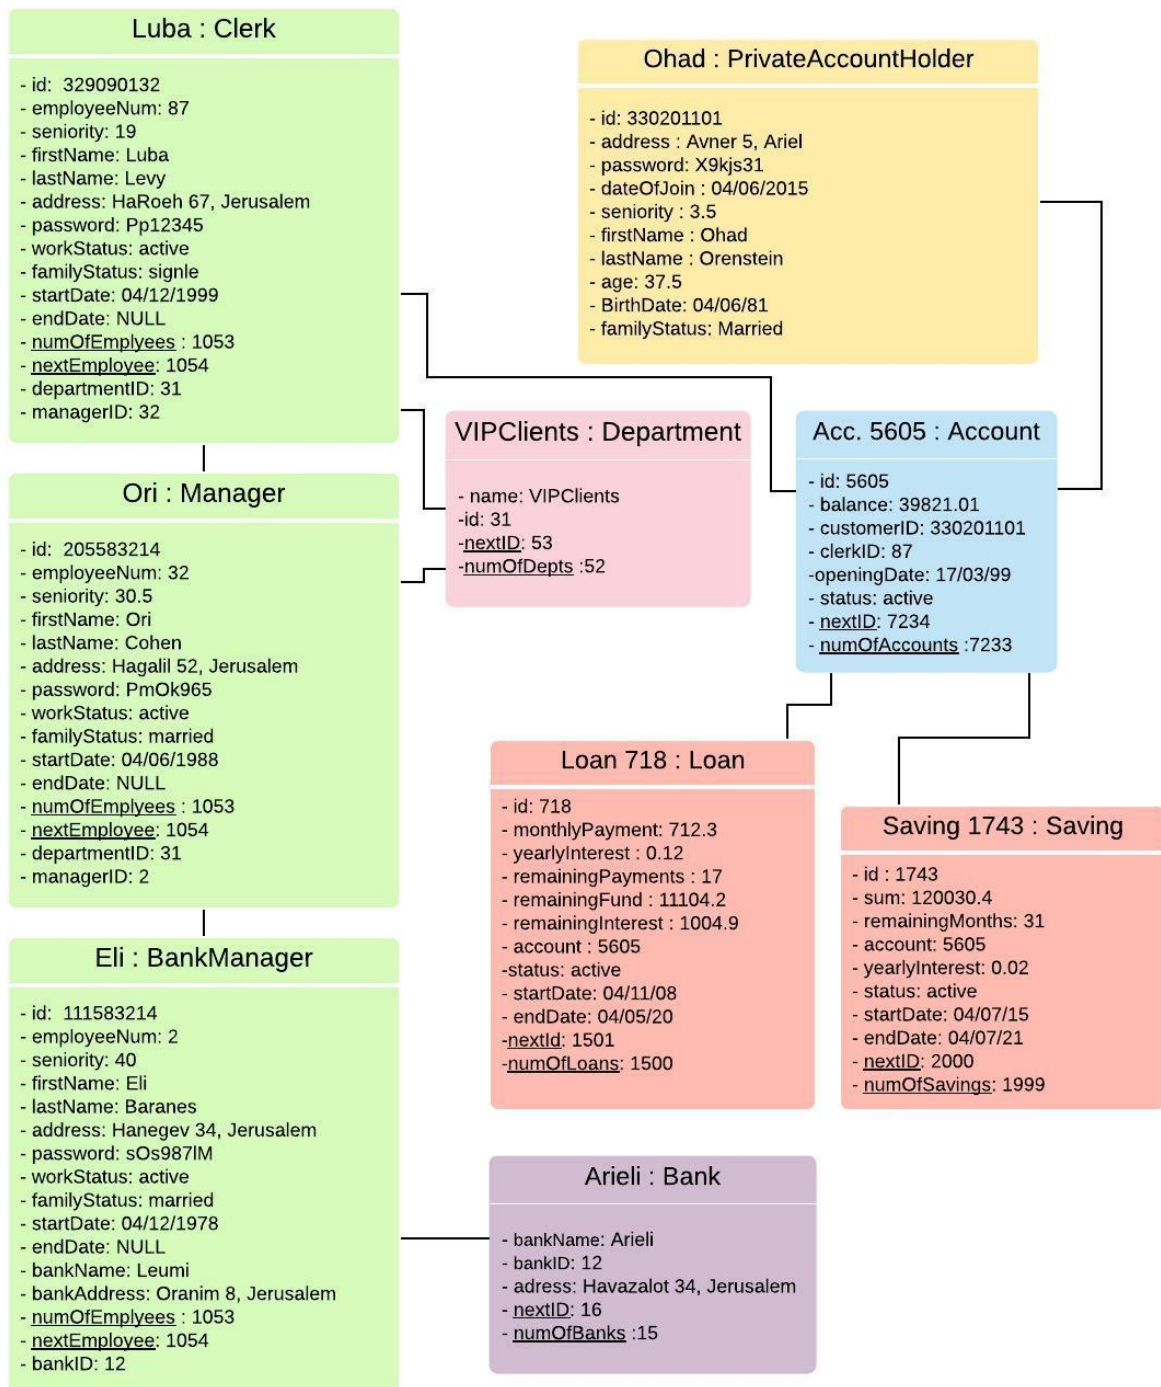 Luba : Clerk
- id:  329090132
- employeeNum: 87
- seniority: 19
- firstName: Luba
- lastName: Levy
- address: HaRoeh 67, Jerusalem
- password: Pp12345
- workStatus: active
- familyStatus: signle
- startDate: 04/12/1999
- endDate: NULL
- numOfEmplyees : 1053
- nextEmployee: 1054
- departmentID: 31
- managerID: 32
Ohad : PrivateAccountHolder
- id: 330201101
- address : Avner 5, Ariel
- password: X9kjs31
- dateOfJoin : 04/06/2015
- seniority : 3.5
- firstName : Ohad
- lastName : Orenstein
- age: 37.5
- BirthDate: 04/06/81
- familyStatus: Married
VIPClients : Department
- name: VIPClients
-id: 31
-nextID: 53
-numOfDepts :52
Acc. 5605 : Account
- id: 5605
- balance: 39821.01
- customerID: 330201101
- clerkID: 87
-openingDate: 17/03/99
- status: active
- nextID: 7234
- numOfAccounts :7233
Ori : Manager
- id:  205583214
- employeeNum: 32
- seniority: 30.5
- firstName: Ori
- lastName: Cohen
- address: Hagalil 52, Jerusalem
- password: PmOk965
- workStatus: active
- familyStatus: married
- startDate: 04/06/1988
- endDate: NULL
- numOfEmplyees : 1053
- nextEmployee: 1054
- departmentID: 31
- managerID: 2
Loan 718 : Loan
- id: 718
- monthlyPayment: 712.3
- yearlyInterest : 0.12
- remainingPayments : 17
- remainingFund : 11104.2
- remainingInterest : 1004.9
- account : 5605
-status: active
- startDate: 04/11/08
- endDate: 04/05/20
-nextId: 1501
-numOfLoans: 1500
Saving 1743 : Saving
- id : 1743
- sum: 120030.4
- remainingMonths: 31
- account: 5605
- yearlyInterest: 0.02
- status: active
- startDate: 04/07/15
- endDate: 04/07/21
- nextID: 2000
- numOfSavings: 1999
Eli : BankManager
- id:  111583214
- employeeNum: 2
- seniority: 40
- firstName: Eli
- lastName: Baranes
- address: Hanegev 34, Jerusalem
- password: sOs987lM
- workStatus: active
- familyStatus: married
- startDate: 04/12/1978
- endDate: NULL
- bankName: Leumi
- bankAddress: Oranim 8, Jerusalem
- numOfEmplyees : 1053
- nextEmployee: 1054
- bankID: 12
Arieli : Bank
- bankName: Arieli
- bankID: 12
- adress: Havazalot 34, Jerusalem
- nextID: 16
- numOfBanks :15